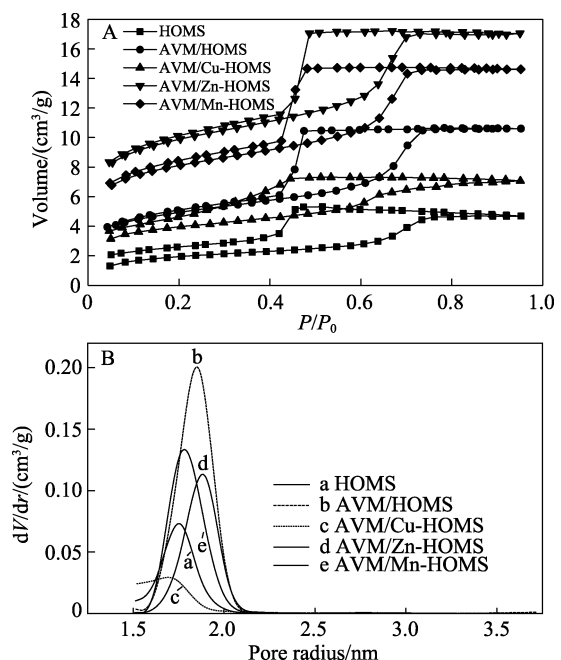 A
HOMS
AVM/HOMS
AVM/Cu-HOMS
AVM/Zn-HOMS
AVM/Mn-HOMS
Volume/(cm³/g)
18
16
14
12
10
8
6
4
2
0
0
0.2
0.4
0.6
0.8
1.0
P/P₀
B
b
d
e
a
c
a HOMS
b AVM/HOMS
c AVM/Cu-HOMS
d AVM/Zn-HOMS
e AVM/Mn-HOMS
dV/dr/(cm³/g)
0.20
0.15
0.10
0.05
0
1.5
2.0
2.5
3.0
3.5
Pore radius/nm